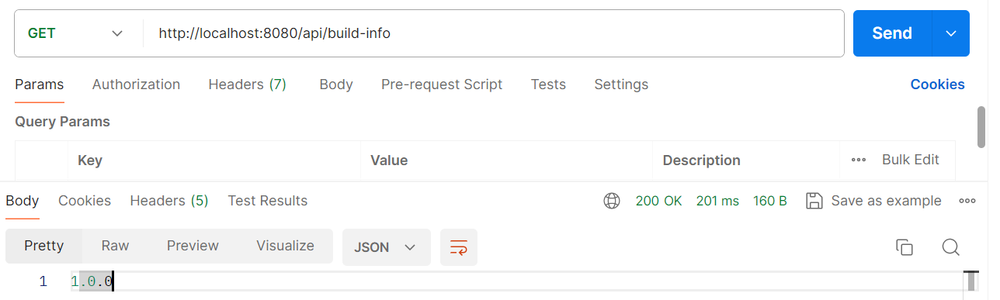 GET http://localhost:8080/api/build-info Send
Params Authorization Headers (7) Body Pre-request Script Tests Settings Cookies
Query Params
Key Value Description Bulk Edit
Body Cookies Headers (5) Test Results 200 OK 201 ms 160 B Save as example
Pretty Raw Preview Visualize JSON
1 1.0.0